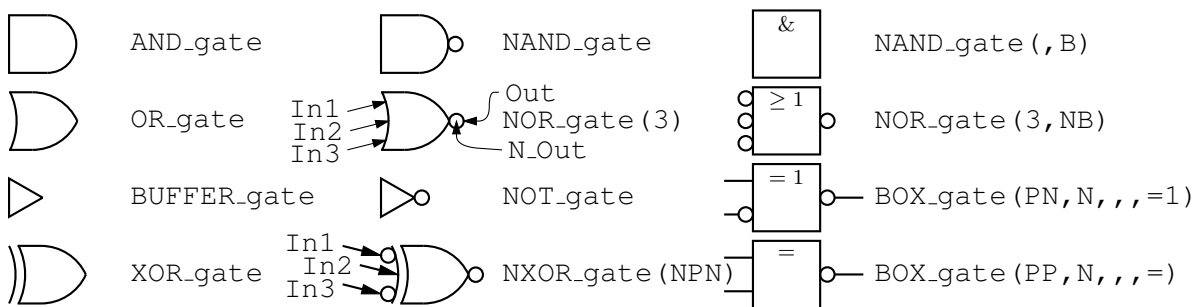 AND_gate NAND_gate & NAND_gate(,B)
Out
In1 ≥ 1
OR_gate In2 NOR_gate(3) NOR_gate(3,NB)
In3 N_Out
BUFFER_gate NOT_gate = 1 BOX_gate(PN,N,,,=1)
In1
XOR_gate In2 NXOR_gate(NPN) = BOX_gate(PP,N,,,=)
In3